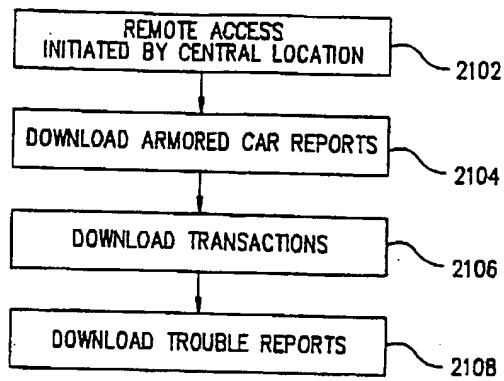 REMOTE ACCESS
INITIATED BY CENTRAL LOCATION
2102
DOWNLOAD ARMORED CAR REPORTS
2104
DOWNLOAD TRANSACTIONS
2106
DOWNLOAD TROUBLE REPORTS
2108